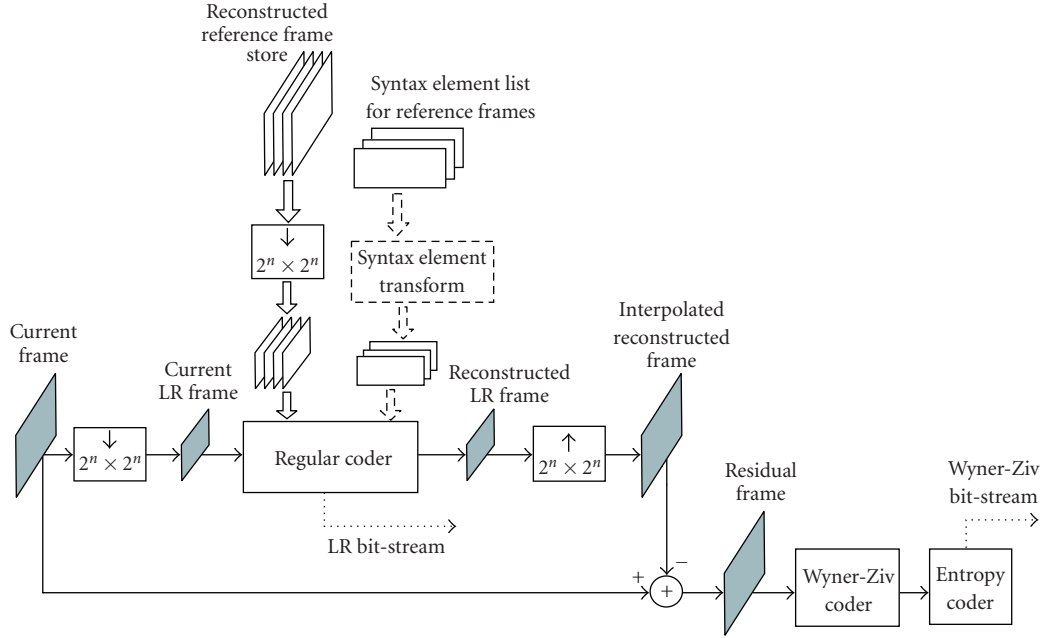 Reconstructed
reference frame
store
Syntax element list
for reference frames
↓
2ⁿ × 2ⁿ
Syntax element
transform
Current
frame
Current
LR frame
↓
2ⁿ × 2ⁿ
Regular coder
LR bit-stream
Reconstructed
LR frame
↑
2ⁿ × 2ⁿ
Interpolated
reconstructed
frame
+
−
+
Residual
frame
Wyner-Ziv
coder
Entropy
coder
Wyner-Ziv
bit-stream